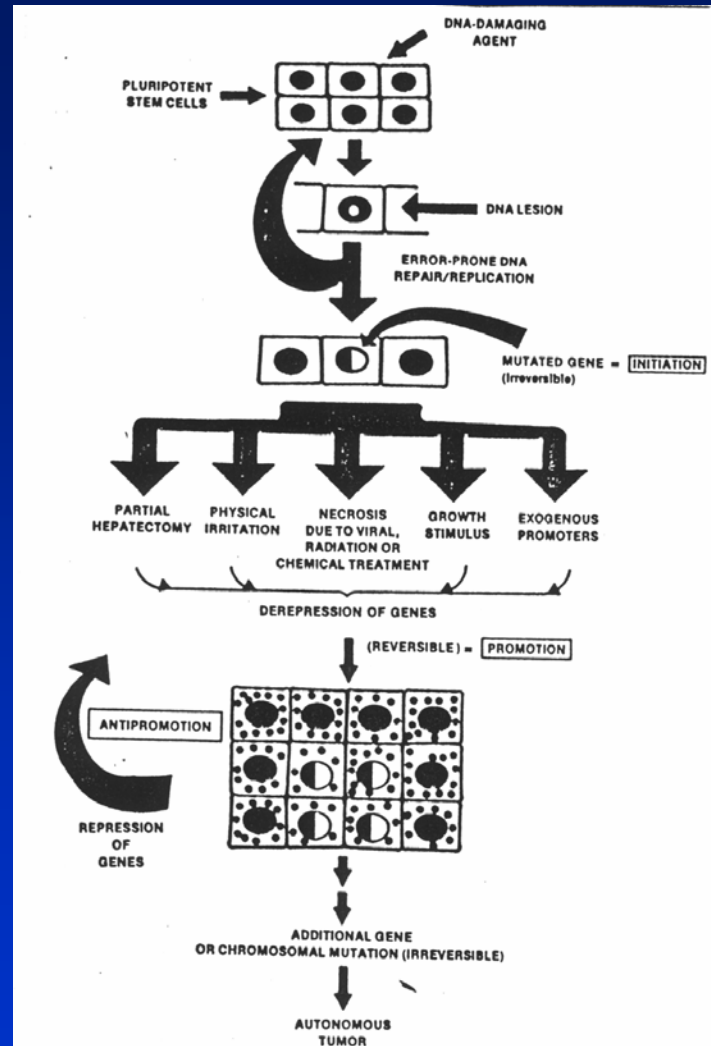 DNA-DAMAGING
AGENT
PLURIPOTENT
STEM CELLS
DNA LESION
ERROR-PRONE DNA
REPAIR/REPLICATION
MUTATED GENE = INITIATION
(Irreversible)
PARTIAL
HEPATECTOMY
PHYSICAL
IRRITATION
NECROSIS
DUE TO VIRAL,
RADIATION OR
CHEMICAL TREATMENT
GROWTH
STIMULUS
EXOGENOUS
PROMOTERS
DEREPRESSION OF GENES
(REVERSIBLE) = PROMOTION
ANTIPROMOTION
REPRESSION
OF
GENES
ADDITIONAL GENE
OR CHROMOSOMAL MUTATION (IRREVERSIBLE)
AUTONOMOUS
TUMOR